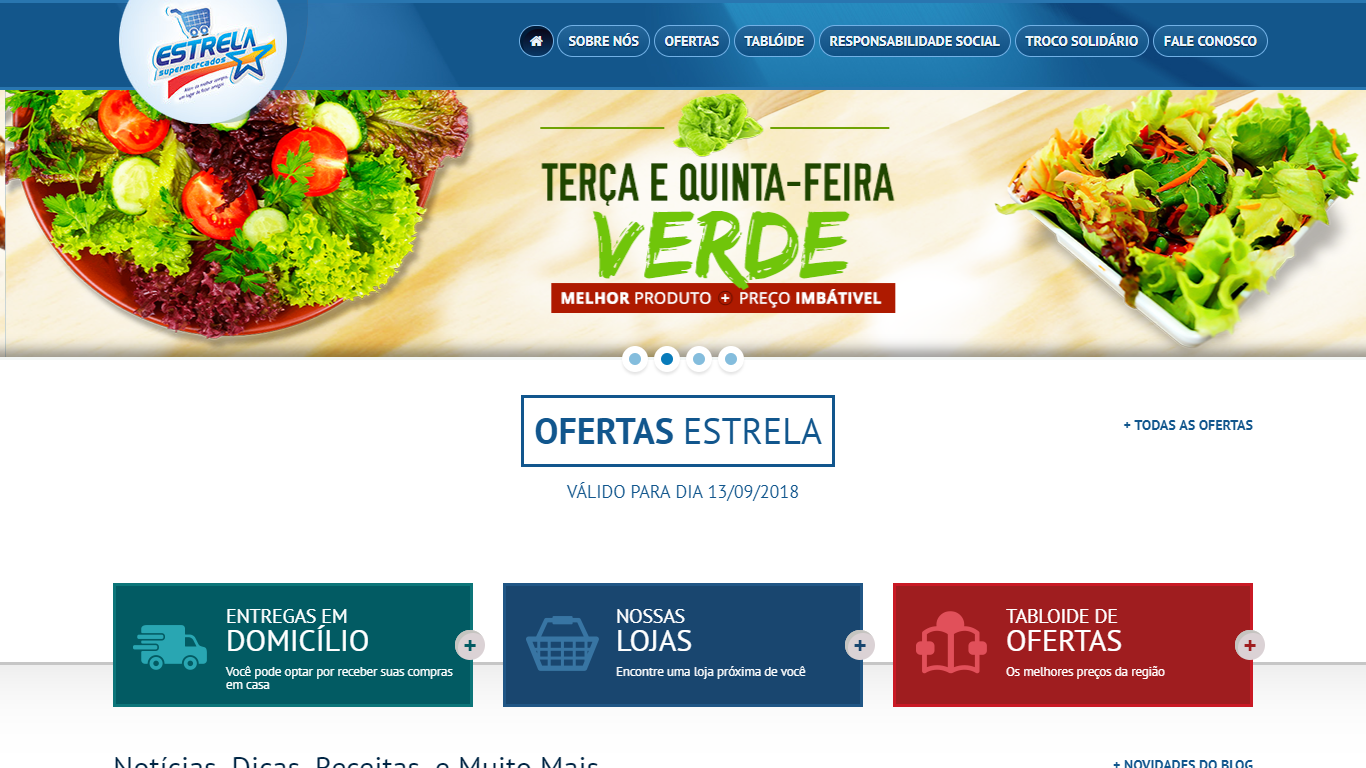 ESTRELA
supermercados
SOBRE NÓS
OFERTAS
TABLÓIDE
RESPONSABILIDADE SOCIAL
TROCO SOLIDÁRIO
FALE CONOSCO
TERÇA E QUINTA-FEIRA
VERDE
MELHOR PRODUTO + PREÇO IMBÁTIVEL
OFERTAS ESTRELA
+ TODAS AS OFERTAS
VÁLIDO PARA DIA 13/09/2018
ENTREGAS EM
DOMICÍLIO
Você pode optar por receber suas compras
em casa
+
NOSSAS
LOJAS
Encontre uma loja próxima de você
+
TABLOIDE DE
OFERTAS
Os melhores preços da região
+
Notícias, Dicas, Receitas, e Muito Mais
+ NOVIDADES DO BLOG